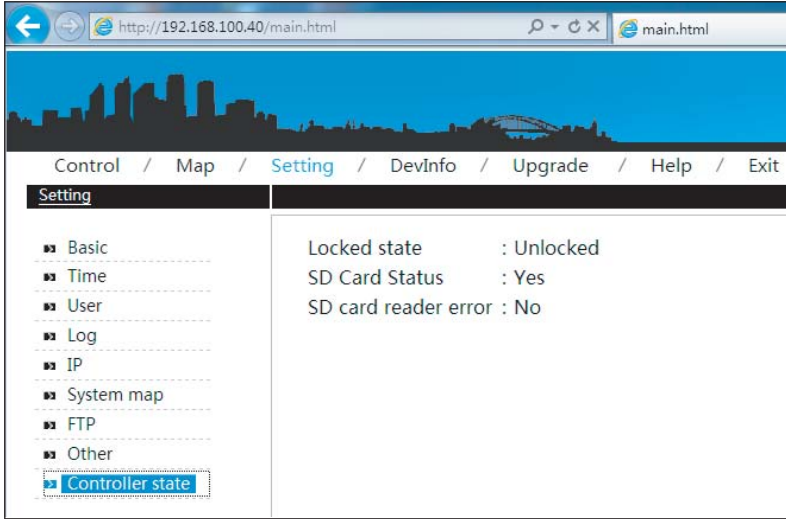 http://192.168.100.40/main.html main.html
Control / Map / Setting / DevInfo / Upgrade / Help / Exit
Setting
Basic
Time
User
Log
IP
System map
FTP
Other
Controller state
Locked state : Unlocked
SD Card Status : Yes
SD card reader error : No